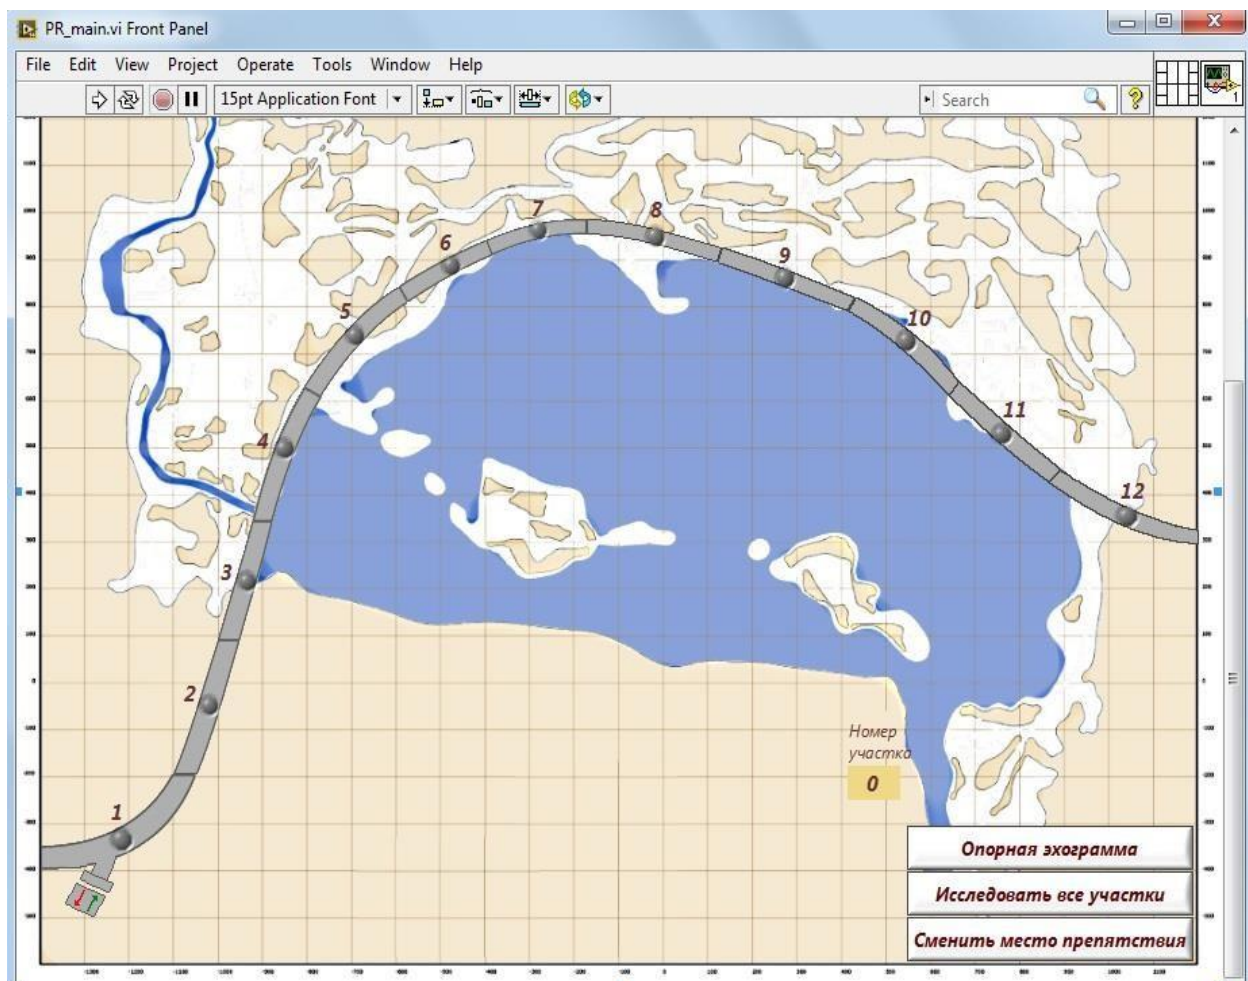 PR_main.vi Front Panel
File Edit View Project Operate Tools Window Help
15pt Application Font
Search
1
7
8
6
9
5
10
11
4
12
3
2
Номер
участка
0
1
Опорная эхограмма
Исследовать все участки
Сменить место препятствия